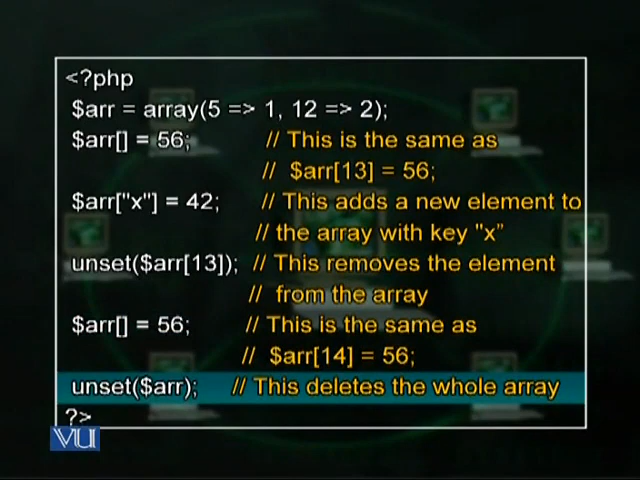 <?php
$arr = array(5 => 1, 12 => 2);
$arr[] = 56; // This is the same as
// $arr[13] = 56;
$arr["x"] = 42; // This adds a new element to
// the array with key "x”
unset($arr[13]); // This removes the element
// from the array
$arr[] = 56; // This is the same as
// $arr[14] = 56;
unset($arr); // This deletes the whole array
?>
VU